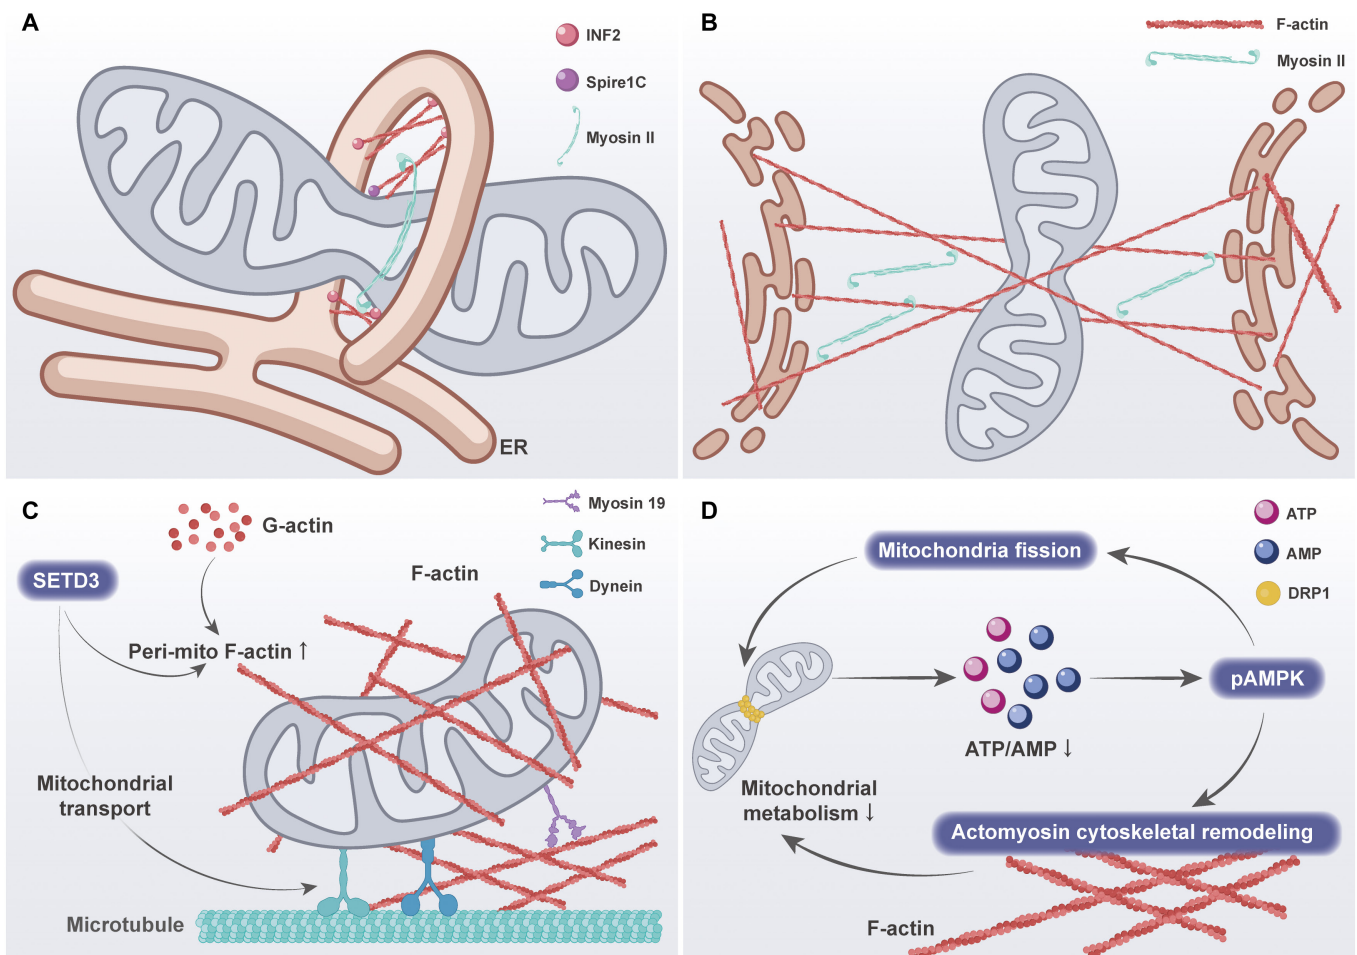 A
INF2
Spire1C
Myosin II
ER
B
F-actin
Myosin II
C
G-actin
SETD3
Peri-mito F-actin ↑
Mitochondrial
transport
Microtubule
F-actin
Myosin 19
Kinesin
Dynein
D
ATP
AMP
DRP1
Mitochondria fission
pAMPK
ATP/AMP ↓
Mitochondrial
metabolism ↓
Actomyosin cytoskeletal remodeling
F-actin